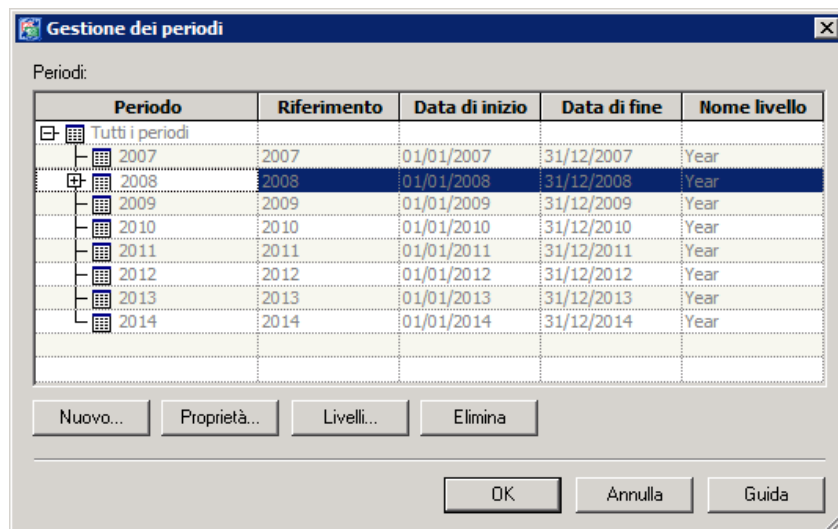 Gestione dei periodi
Periodi:
Periodo Riferimento Data di inizio Data di fine Nome livello
Tutti i periodi
2007 2007 01/01/2007 31/12/2007 Year
2008 2008 01/01/2008 31/12/2008 Year
2009 2009 01/01/2009 31/12/2009 Year
2010 2010 01/01/2010 31/12/2010 Year
2011 2011 01/01/2011 31/12/2011 Year
2012 2012 01/01/2012 31/12/2012 Year
2013 2013 01/01/2013 31/12/2013 Year
2014 2014 01/01/2014 31/12/2014 Year
Nuovo... Proprietà... Livelli... Elimina
OK Annulla Guida